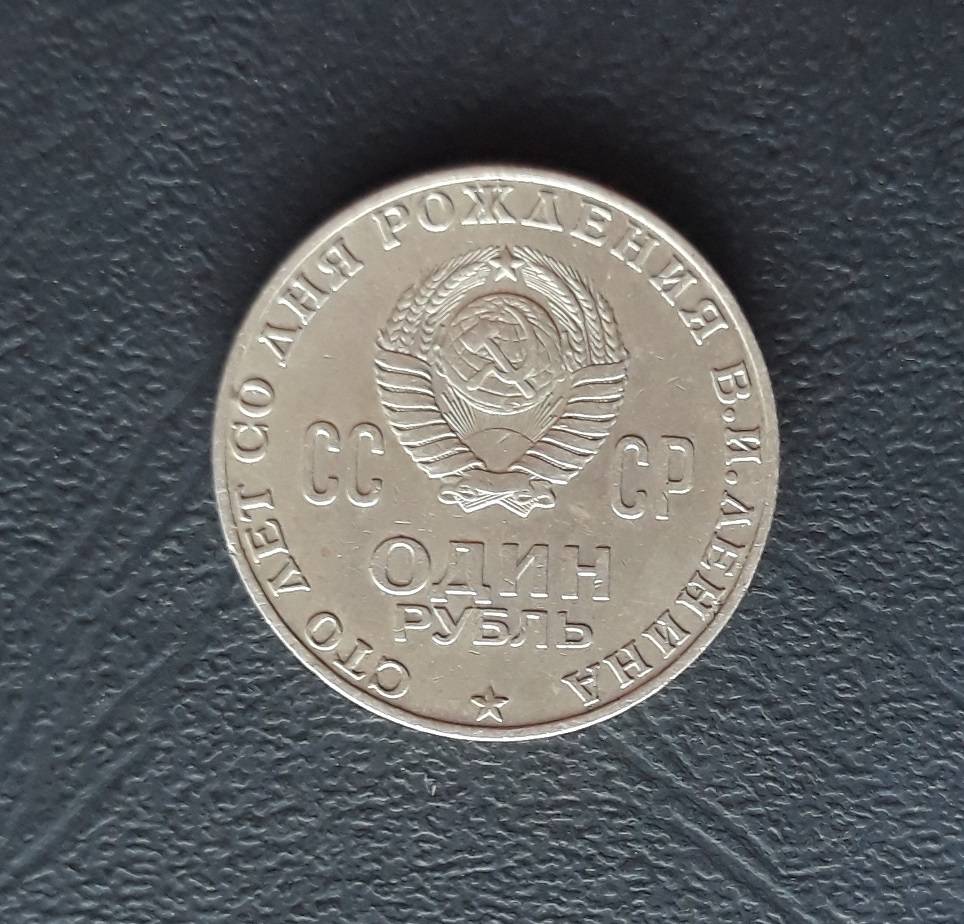 СТО ЛЕТ СО ДНЯ РОЖДЕНИЯ В.И.ЛЕНИНА
СС СР
ОДИН
РУБЛЬ